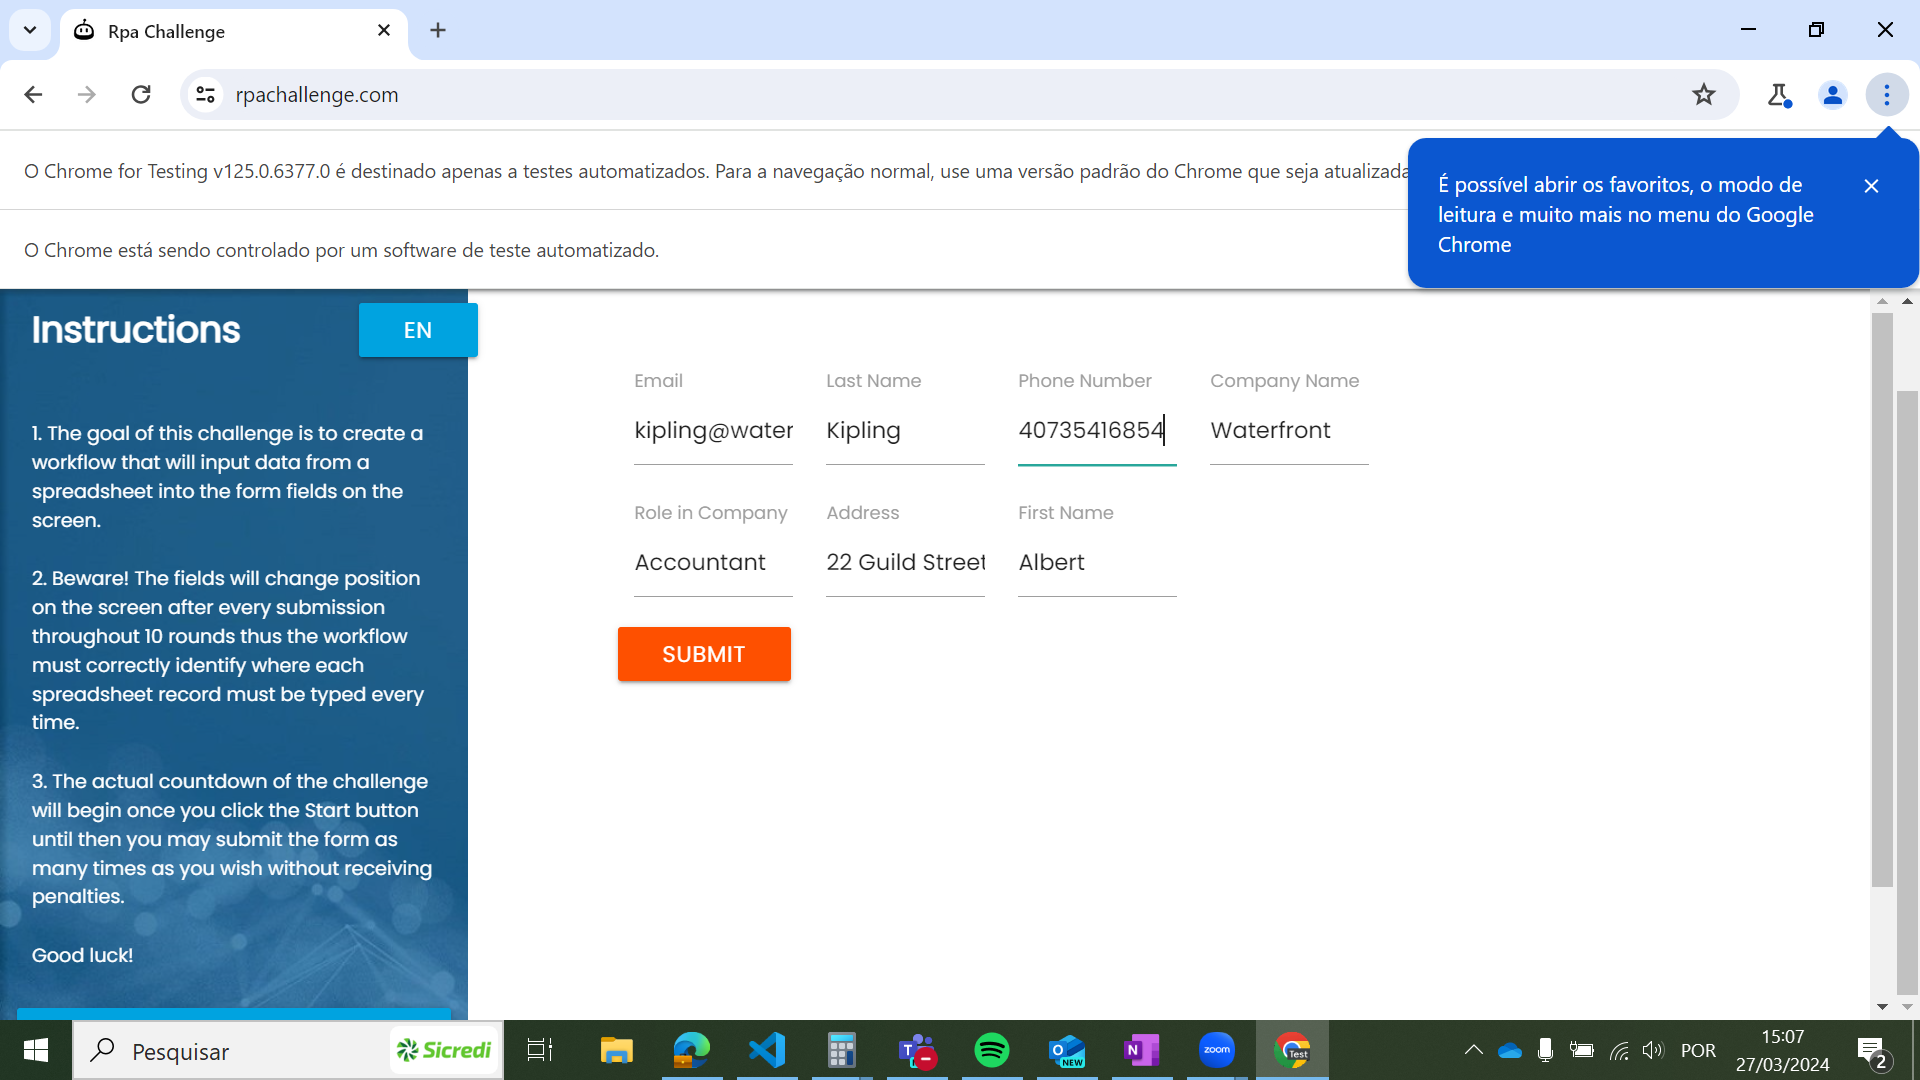 Rpa Challenge
rpachallenge.com
O Chrome for Testing v125.0.6377.0 é destinado apenas a testes automatizados. Para a navegação normal, use uma versão padrão do Chrome que seja atualizada
É possível abrir os favoritos, o modo de
leitura e muito mais no menu do Google
Chrome
O Chrome está sendo controlado por um software de teste automatizado.
Instructions
EN
1. The goal of this challenge is to create a
workflow that will input data from a
spreadsheet into the form fields on the
screen.
2. Beware! The fields will change position
on the screen after every submission
throughout 10 rounds thus the workflow
must correctly identify where each
spreadsheet record must be typed every
time.
3. The actual countdown of the challenge
will begin once you click the Start button
until then you may submit the form as
many times as you wish without receiving
penalties.
Good luck!
Email Last Name Phone Number Company Name
kipling@water Kipling 40735416854 Waterfront
Role in Company Address First Name
Accountant 22 Guild Street Albert
SUBMIT
Pesquisar
Sicredi
NEW
zoom
Test
POR
15:07
27/03/2024
2